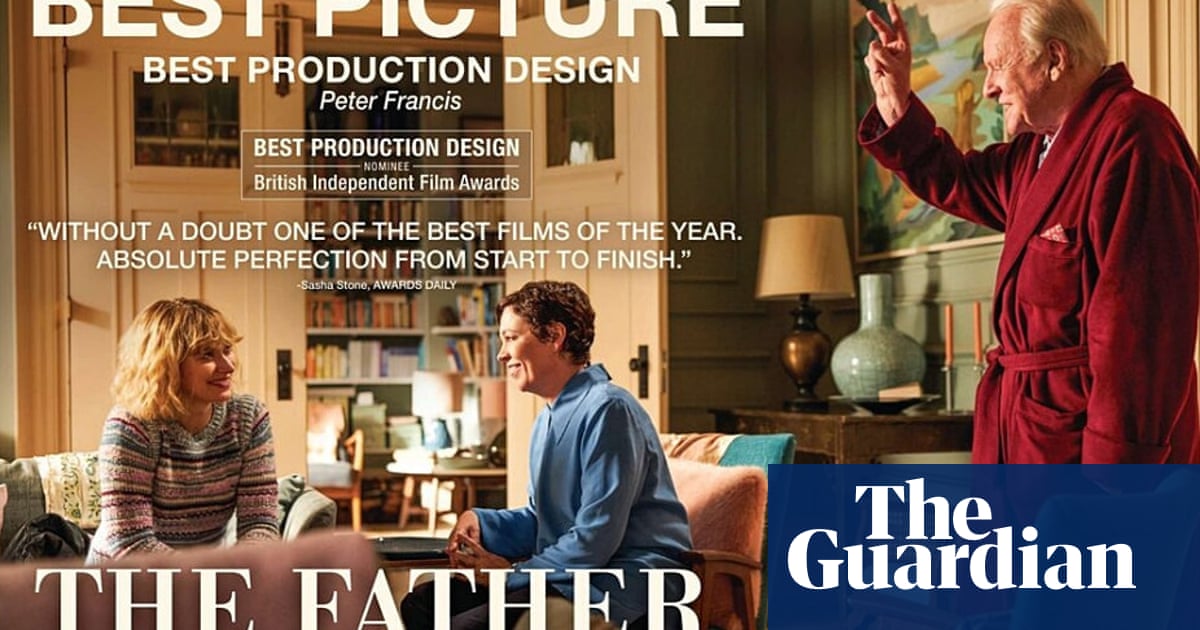 BEST PICTURE
BEST PRODUCTION DESIGN
Peter Francis
BEST PRODUCTION DESIGN
NOMINEE
British Independent Film Awards
“WITHOUT A DOUBT ONE OF THE BEST FILMS OF THE YEAR.
ABSOLUTE PERFECTION FROM START TO FINISH.”
-Sasha Stone, AWARDS DAILY
THE FATHER
The
Guardian